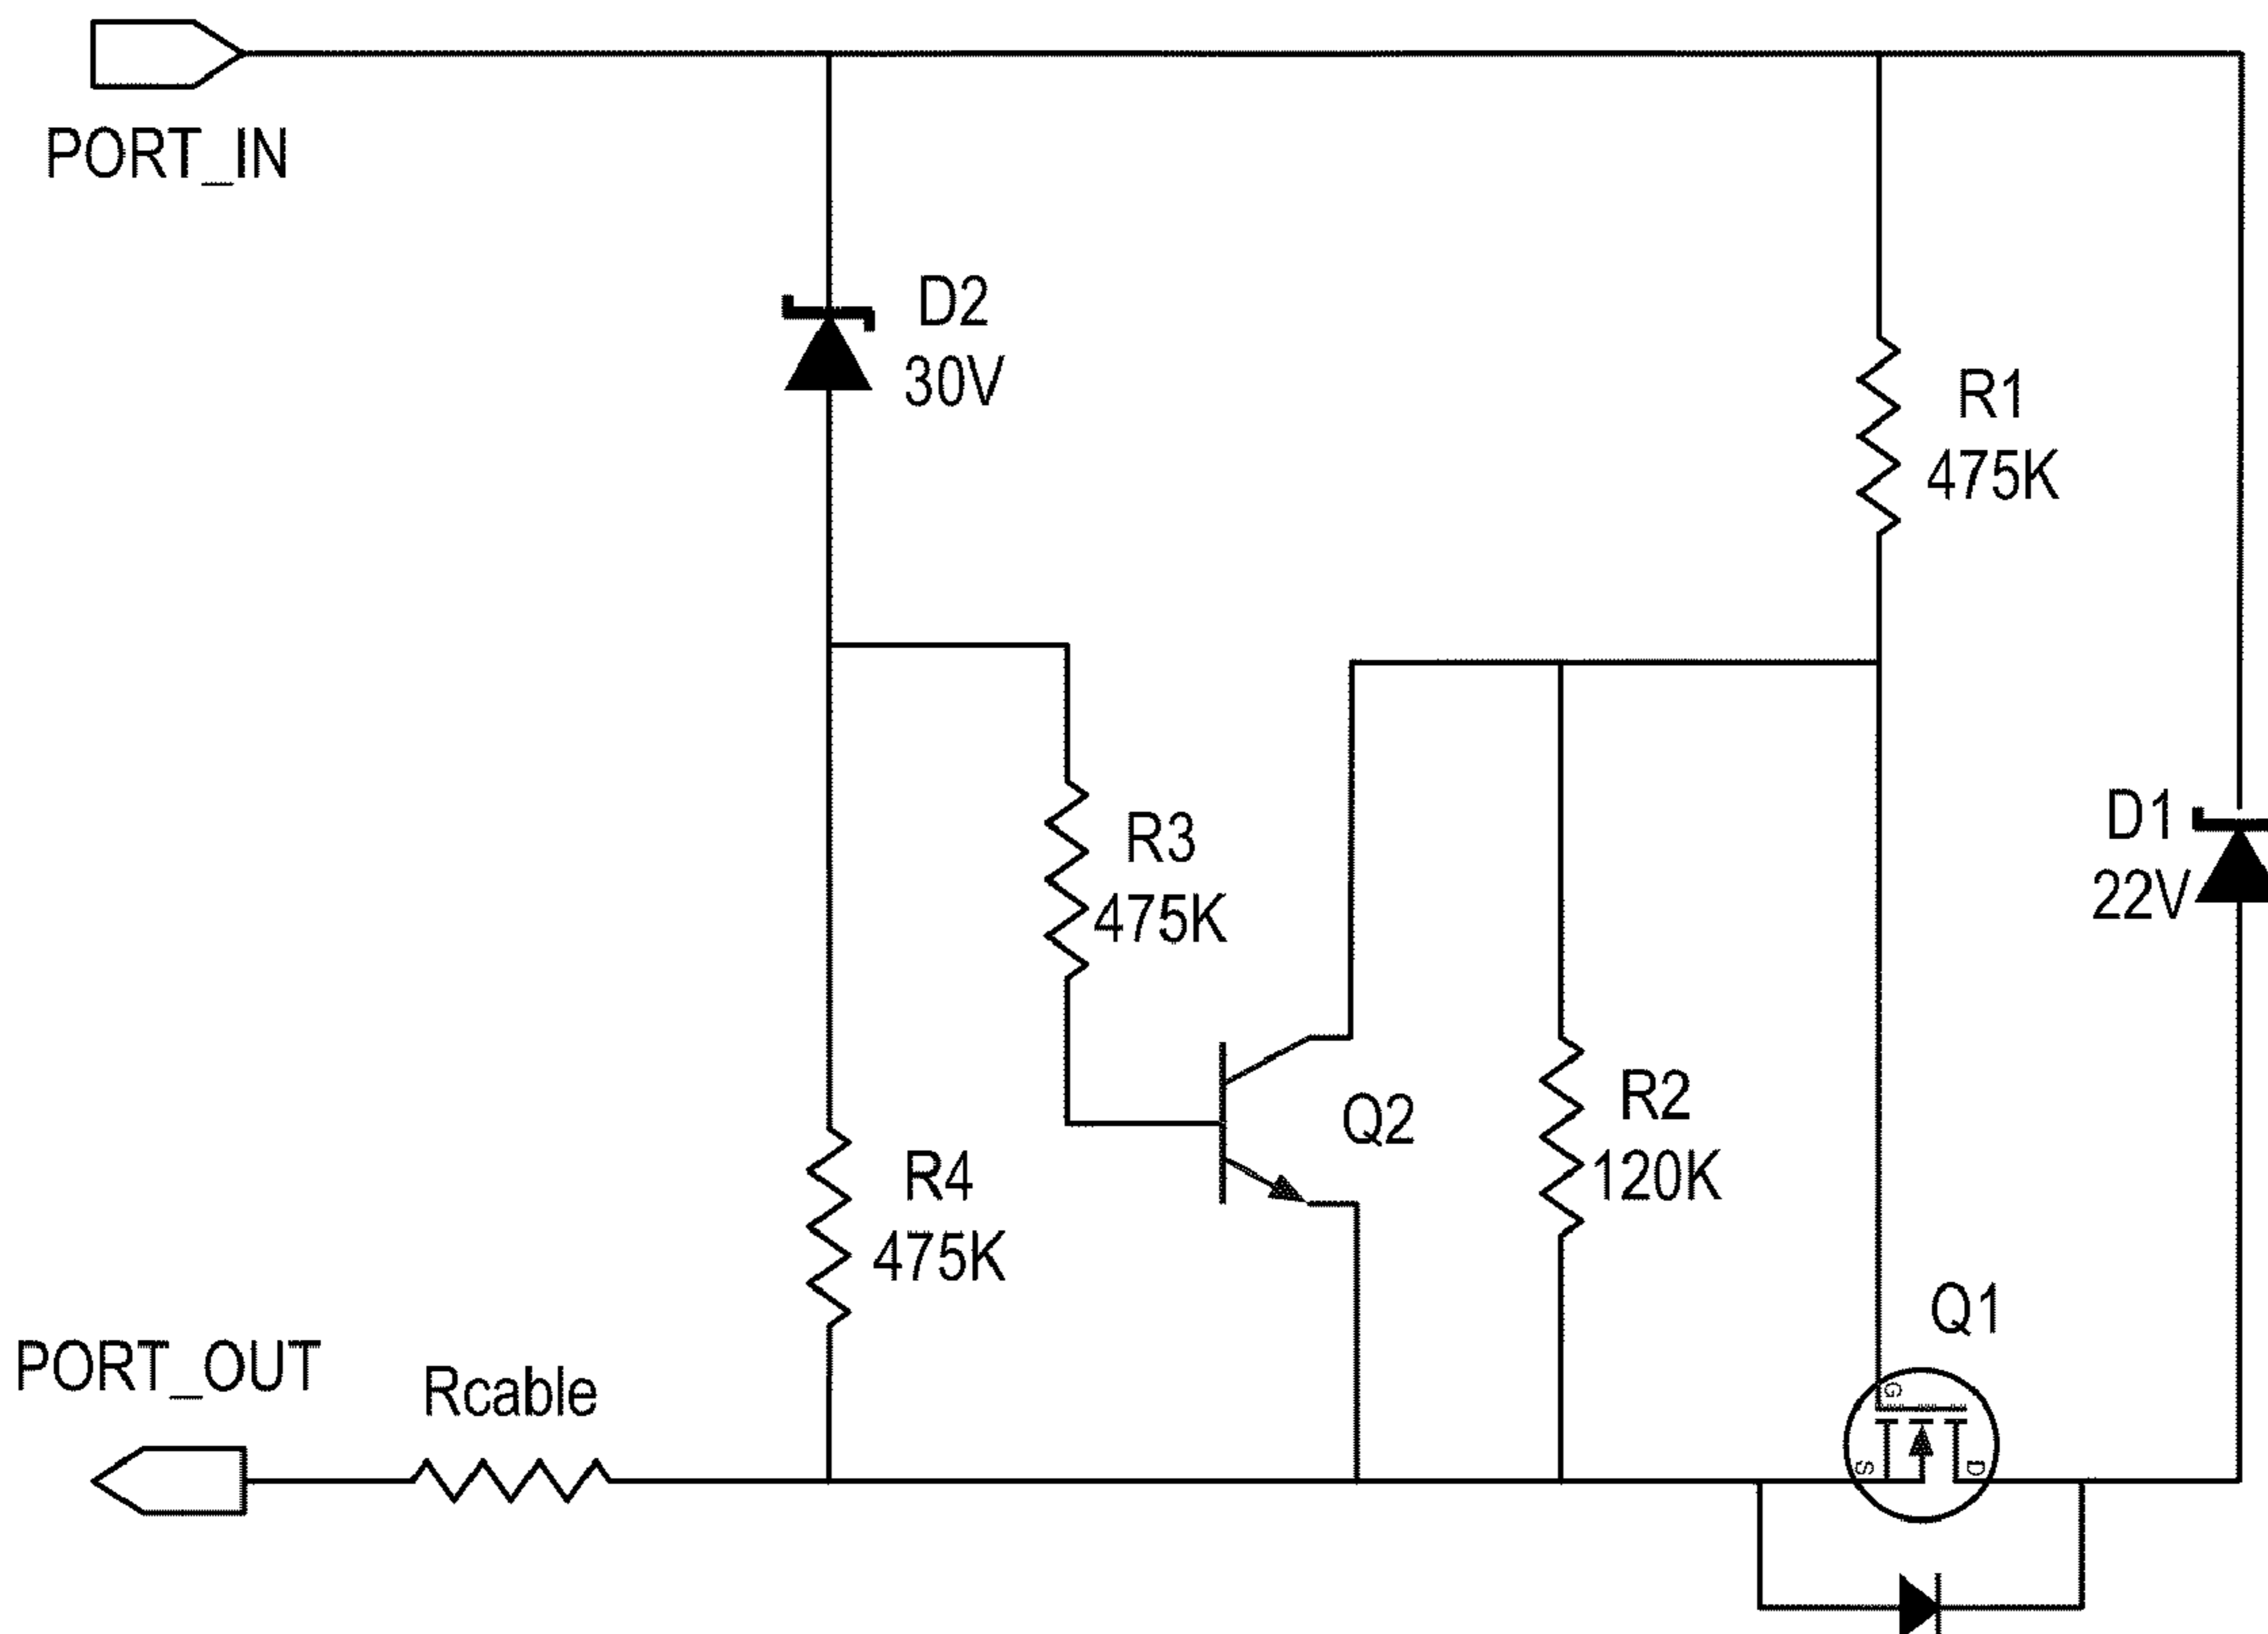 PORT_IN
D2
30V
R1
475K
R3
475K
D1
22V
Q2
R2
120K
R4
475K
Q1
PORT_OUT
Rcable
G
S
D